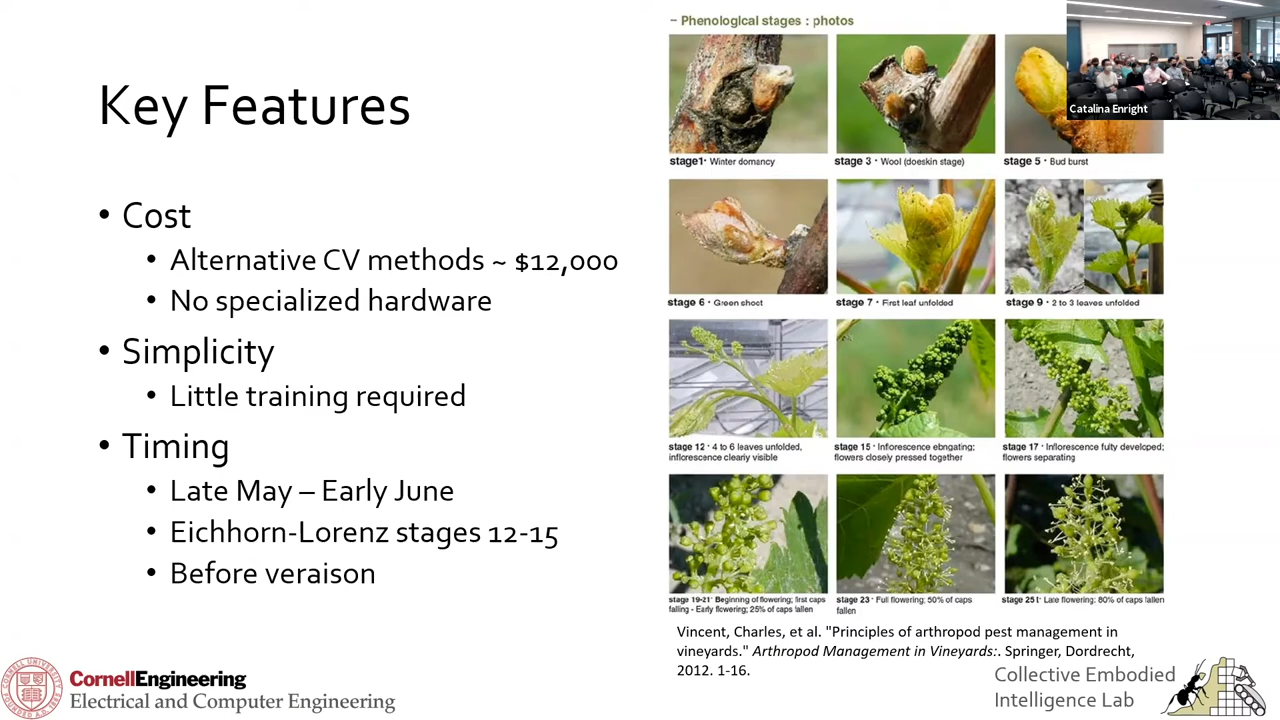 Key Features
• Cost
• Alternative CV methods ~ $12,000
• No specialized hardware
• Simplicity
• Little training required
• Timing
• Late May – Early June
• Eichhorn-Lorenz stages 12-15
• Before veraison
– Phenological stages : photos
stage1· Winter domancy
stage 3 · Wool (doeskin stage)
stage 5 · Bud burst
stage 6 · Green shoot
stage 7 · First leaf unfolded
stage 9 · 2 to 3 leaves unfolded
stage 12 · 4 to 6 leaves unfolded,
inflorescence clearly visible
stage 15 · Inflorescence elongating;
flowers closely pressed together
stage 17 · Inflorescence fully developed;
flowers separating
stage 19-21· Beginning of flowering; first caps
falling - Early flowering; 25% of caps fallen
stage 23 · Full flowering; 50% of caps
fallen
stage 25 · Late flowering; 80% of caps fallen
Catalina Enright
Vincent, Charles, et al. "Principles of arthropod pest management in
vineyards." Arthropod Management in Vineyards:. Springer, Dordrecht,
2012. 1-16.
CornellEngineering
Electrical and Computer Engineering
Collective Embodied
Intelligence Lab